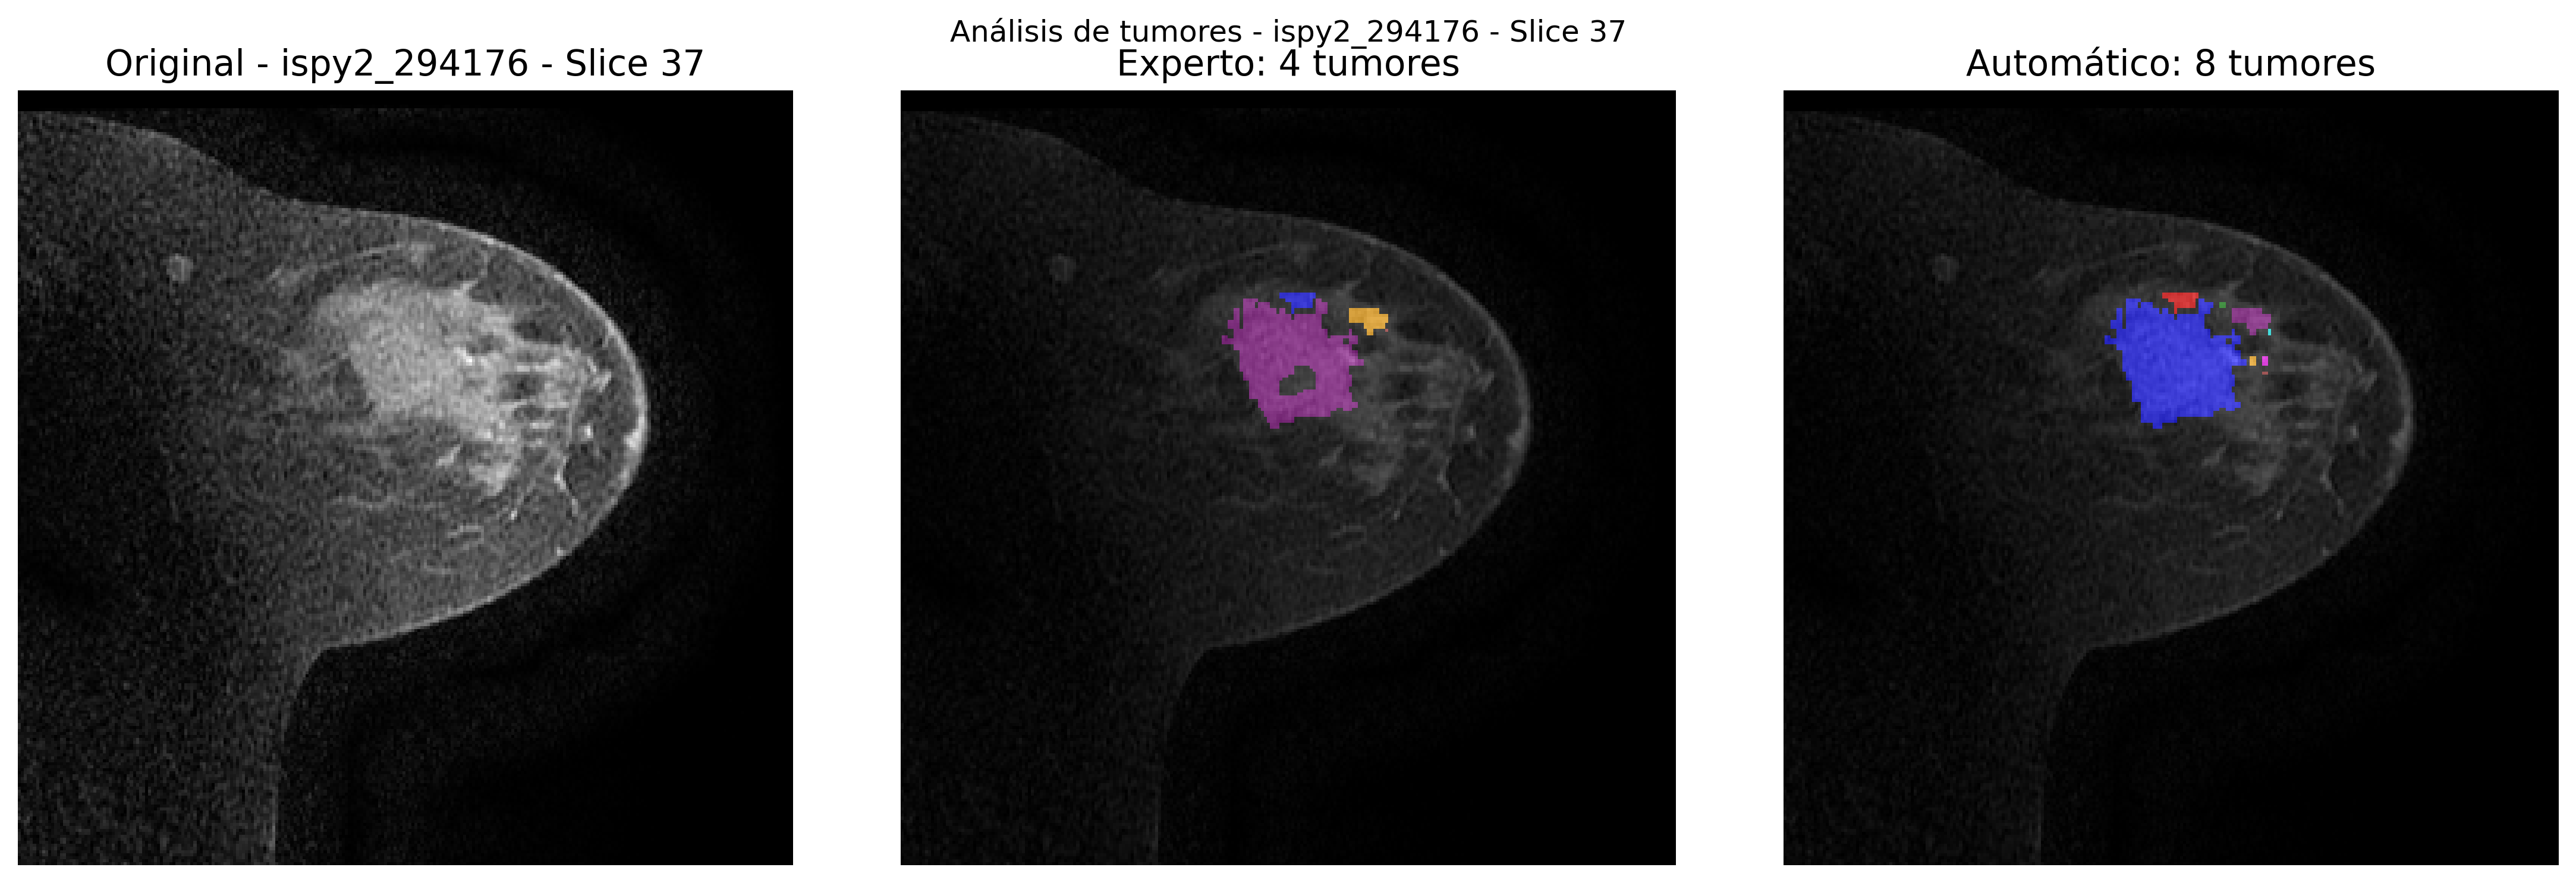 Análisis de tumores - ispy2_294176 - Slice 37
Original - ispy2_294176 - Slice 37
Experto: 4 tumores
Automático: 8 tumores